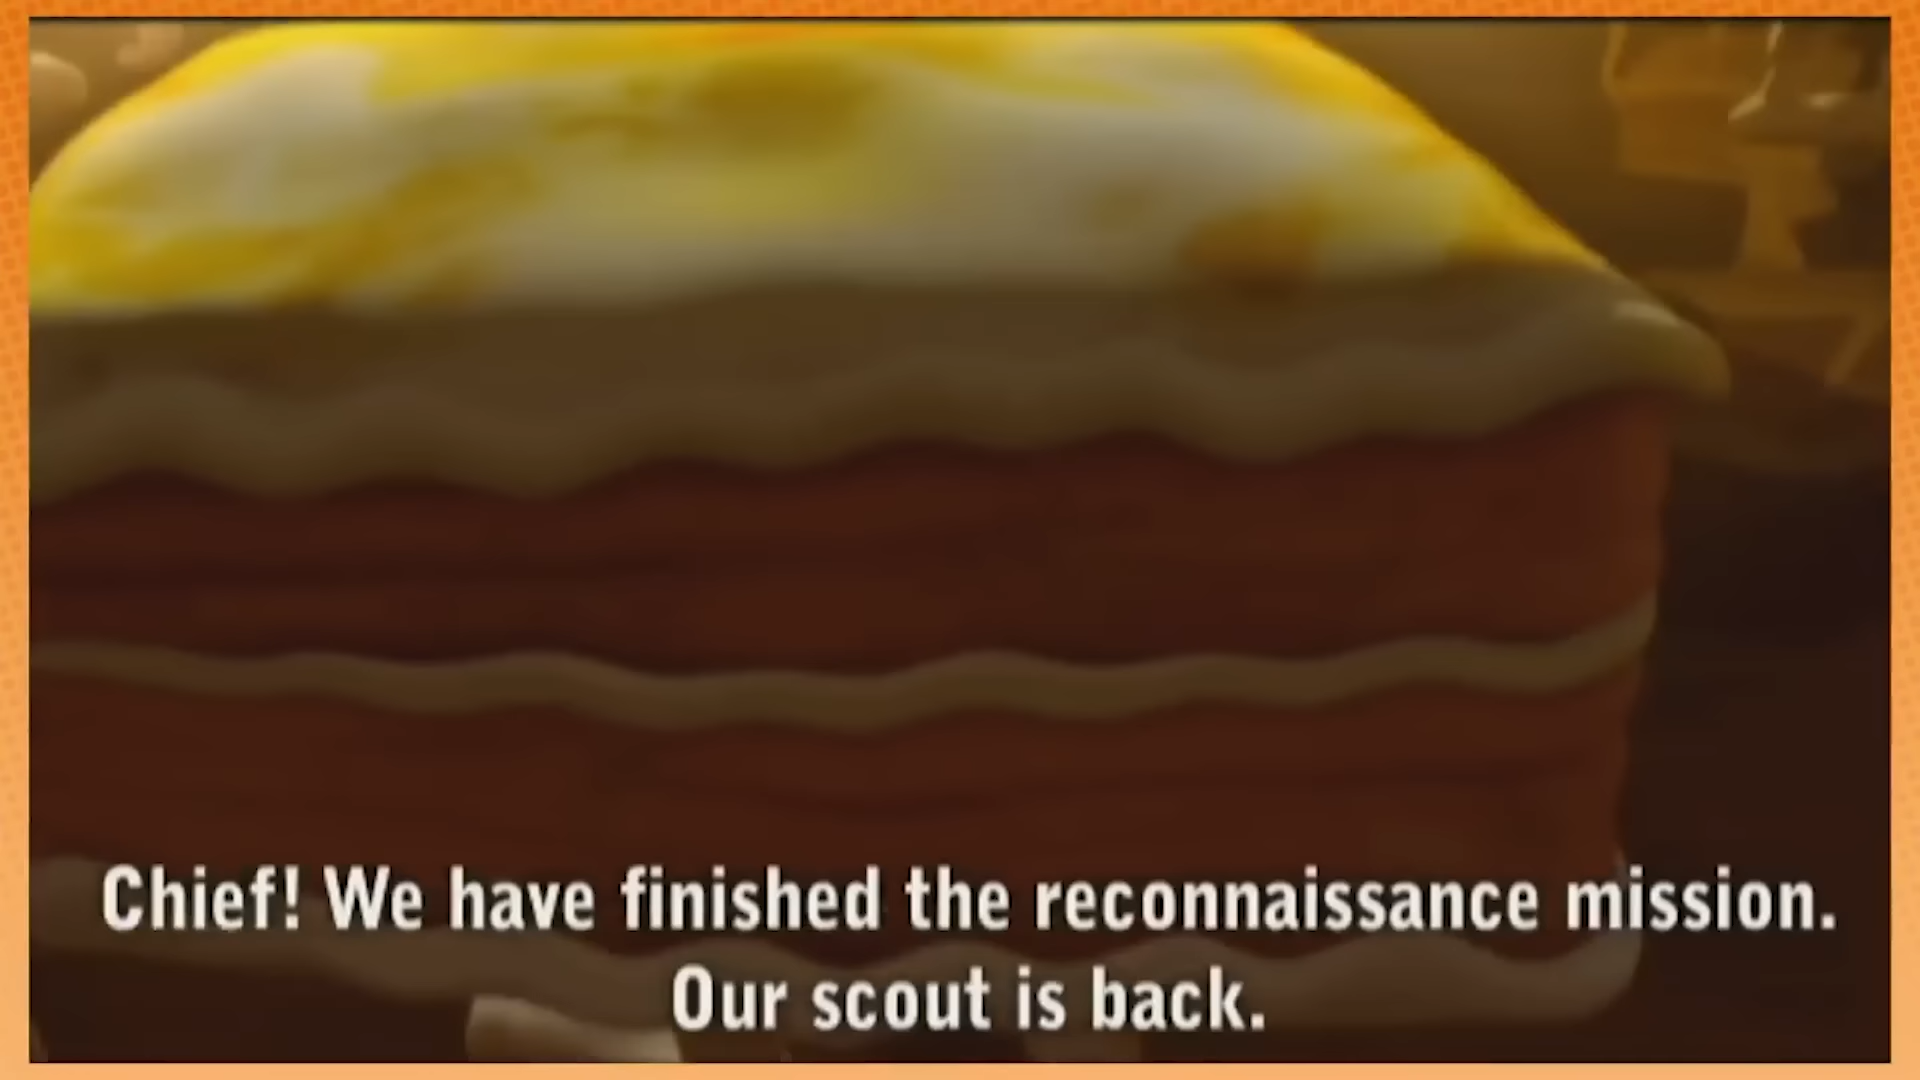 Chief! We have finished the reconnaissance mission.
Our scout is back.